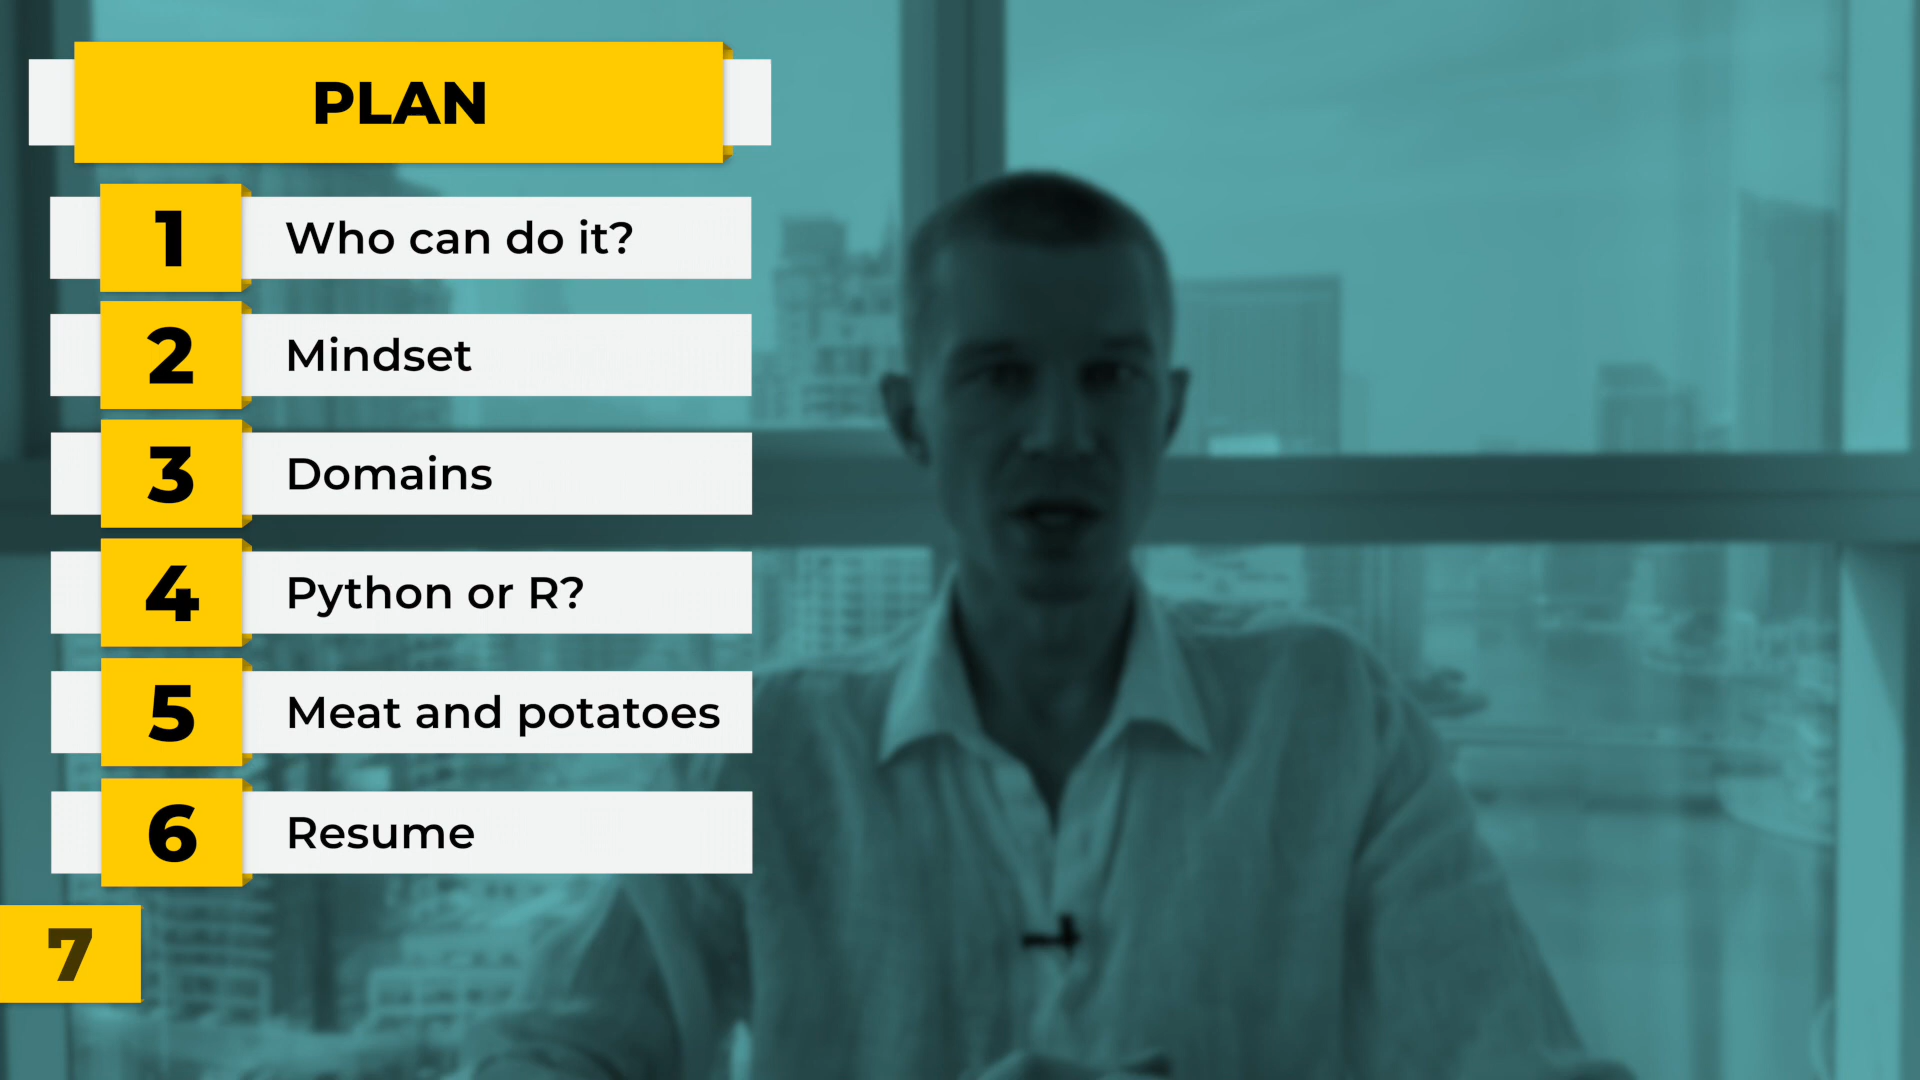 PLAN
1 Who can do it?
2 Mindset
3 Domains
4 Python or R?
5 Meat and potatoes
6 Resume
7